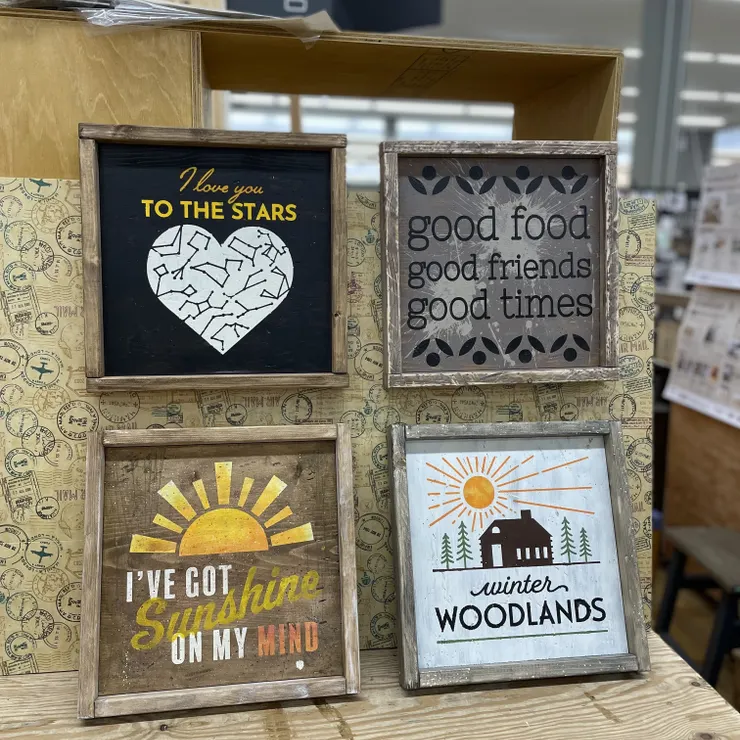 I love you
TO THE STARS
good food
good friends
good times
I'VE GOT
Sunshine
ON MY MIND
winter
WOODLANDS